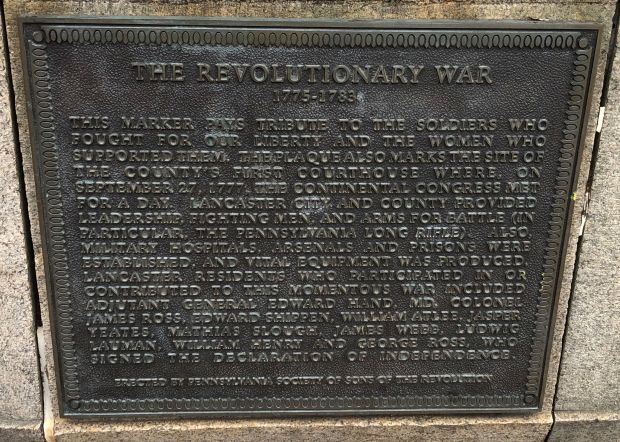 THE REVOLUTIONARY WAR
1775-1783
THIS MARKER PAYS TRIBUTE TO THE SOLDIERS WHO
FOUGHT FOR OUR LIBERTY AND THE WOMEN WHO
SUPPORTED THEM. THE PLAQUE ALSO MARKS THE SITE OF
THE COUNTY'S FIRST COURTHOUSE WHERE, ON
SEPTEMBER 27, 1777, THE CONTINENTAL CONGRESS MET
FOR A DAY. LANCASTER CITY AND COUNTY PROVIDED
LEADERSHIP, FIGHTING MEN AND ARMS FOR BATTLE (IN
PARTICULAR THE PENNSYLVANIA LONG RIFLE). ALSO,
MILITARY HOSPITALS, ARSENALS AND PRISONS WERE
ESTABLISHED, AND VITAL EQUIPMENT WAS PRODUCED.
LANCASTER RESIDENTS WHO PARTICIPATED IN OR
CONTRIBUTED TO THIS MOMENTOUS WAR INCLUDED
ADJUTANT GENERAL EDWARD HAND, MD, COLONEL
JAMES ROSS, EDWARD SHIPPEN, WILLIAM ATLEE, JASPER
YEATES, MATHIAS SLOUGH, JAMES WEBB, LUDWIG
LAUMAN, WILLIAM HENRY AND GEORGE ROSS, WHO
SIGNED THE DECLARATION OF INDEPENDENCE.
ERECTED BY PENNSYLVANIA SOCIETY OF SONS OF THE REVOLUTION